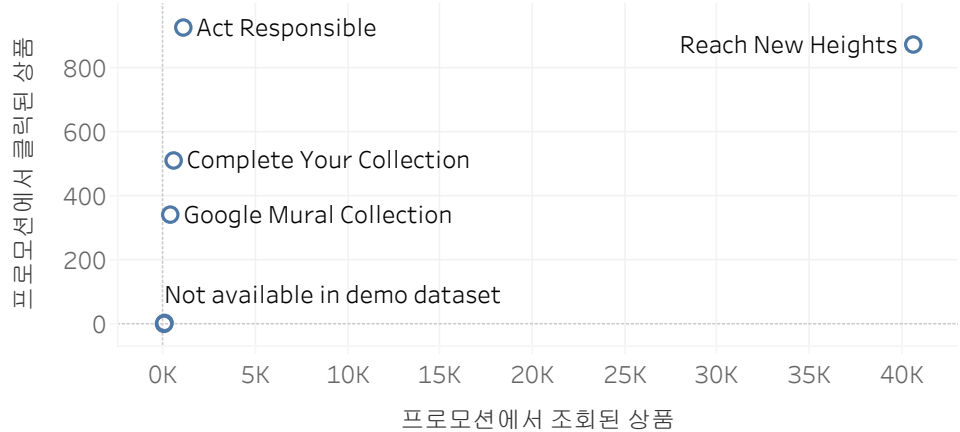 프로모션에서 클릭된 상품
Act Responsible
Reach New Heights
800
600
Complete Your Collection
400
Google Mural Collection
200
Not available in demo dataset
0
0K 5K 10K 15K 20K 25K 30K 35K 40K
프로모션에서 조회된 상품